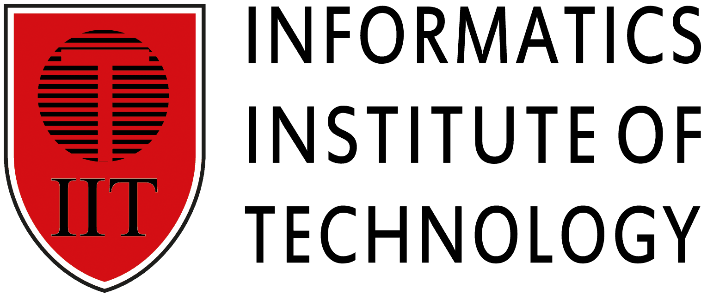 IIT
INFORMATICS
INSTITUTE OF
TECHNOLOGY